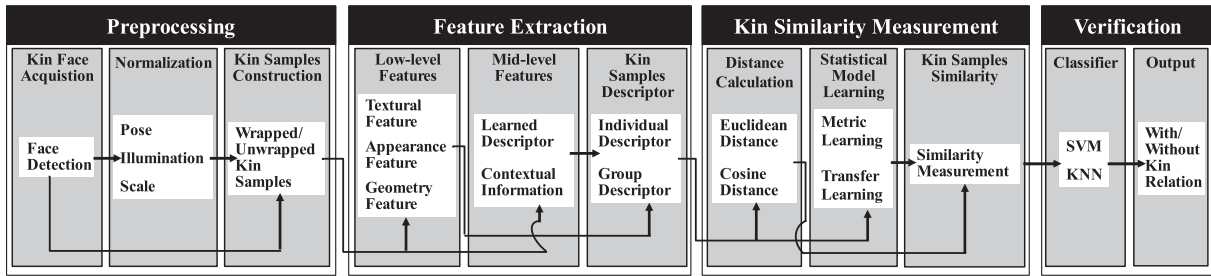 Preprocessing
Kin Face
Acquistion
Face
Detection
Normalization
Pose
Illumination
Scale
Kin Samples
Construction
Wrapped/
Unwrapped
Kin
Samples
Feature Extraction
Low-level
Features
Textural
Feature
Appearance
Feature
Geometry
Feature
Mid-level
Features
Learned
Descriptor
Contextual
Information
Kin
Samples
Descriptor
Individual
Descriptor
Group
Descriptor
Kin Similarity Measurement
Distance
Calculation
Euclidean
Distance
Cosine
Distance
Statistical
Model
Learning
Metric
Learning
Transfer
Learning
Kin Samples
Similarity
Similarity
Measurement
Verification
Classifier
SVM
KNN
Output
With/
Without
Kin
Relation